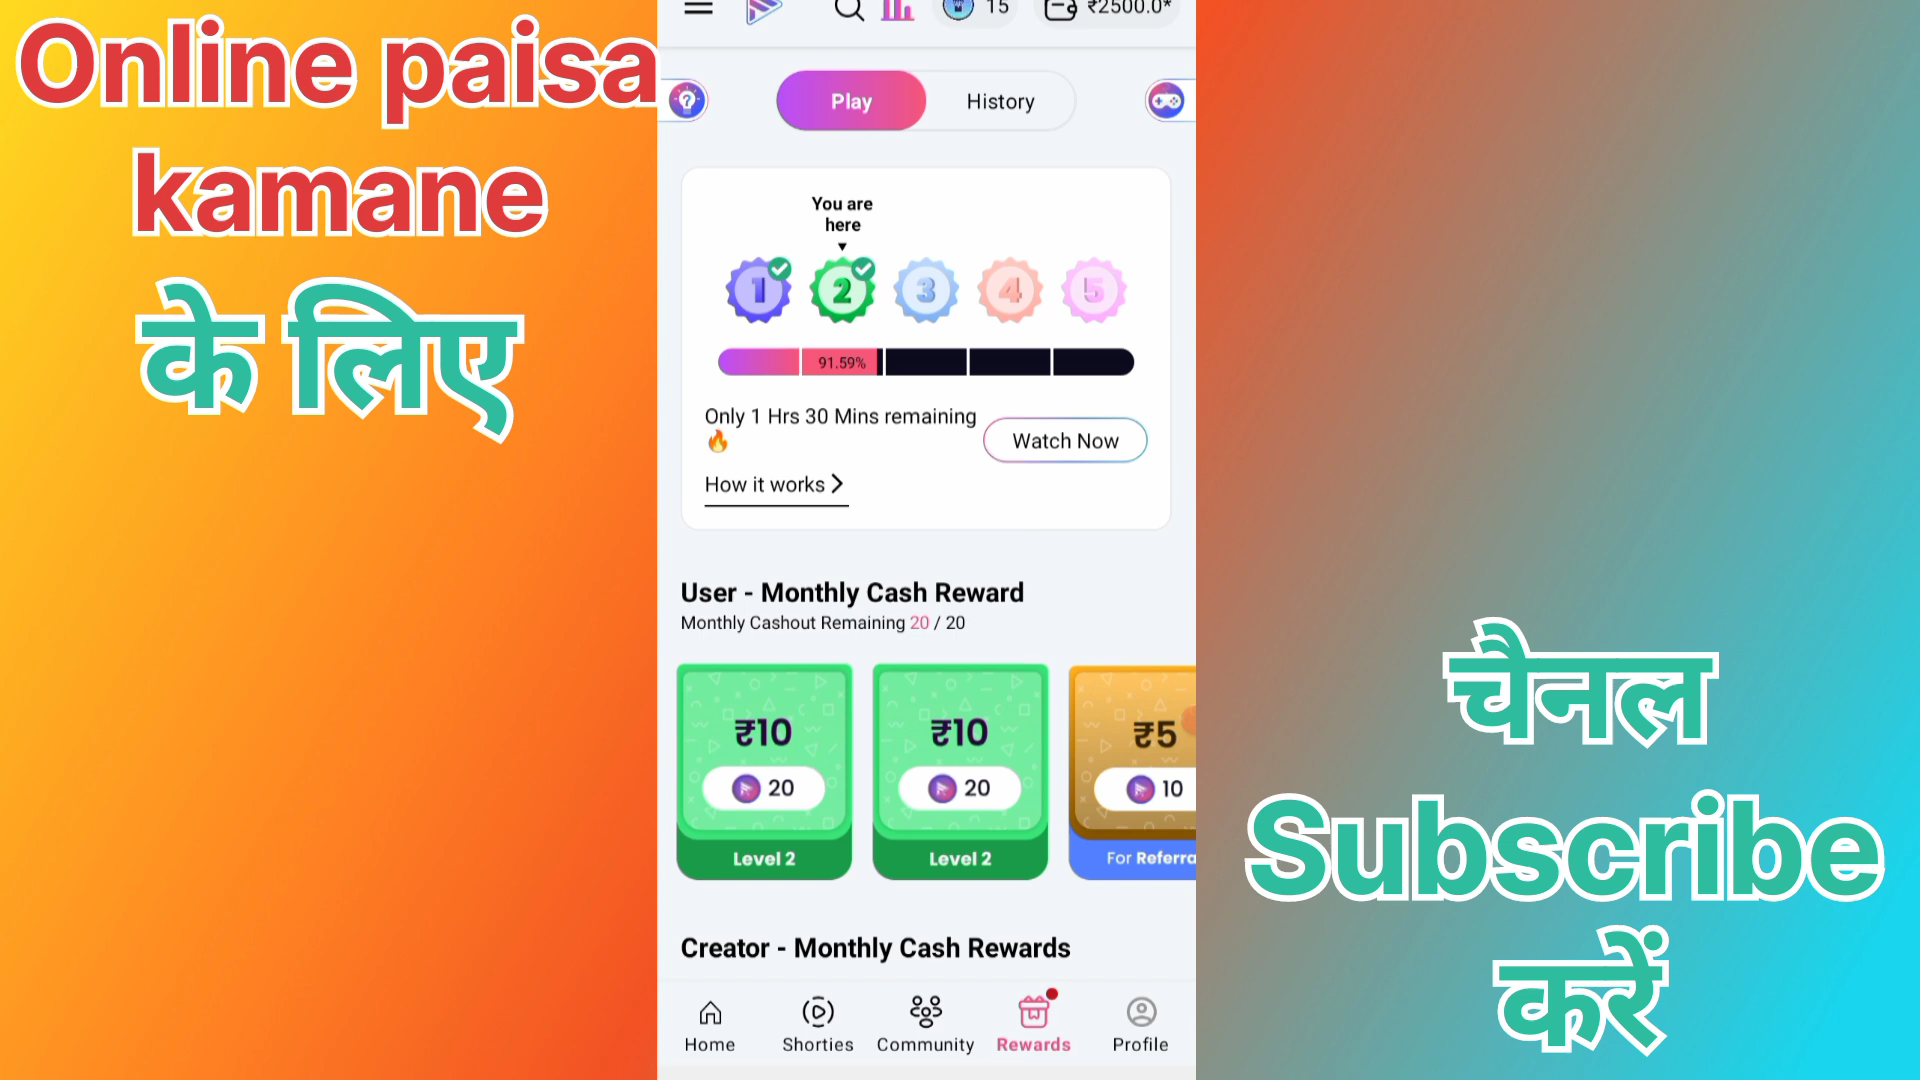 Online paisa
kamane
के लिए
15
₹2500.0*
Play
History
You are
here
1
2
3
4
5
91.59%
Only 1 Hrs 30 Mins remaining
🔥
Watch Now
How it works
User - Monthly Cash Reward
Monthly Cashout Remaining 20 / 20
₹10
₹10
₹5
20
20
10
Level 2
Level 2
For Referra
Creator - Monthly Cash Rewards
Home
Shorties
Community
Rewards
Profile
चैनल
Subscribe
करें